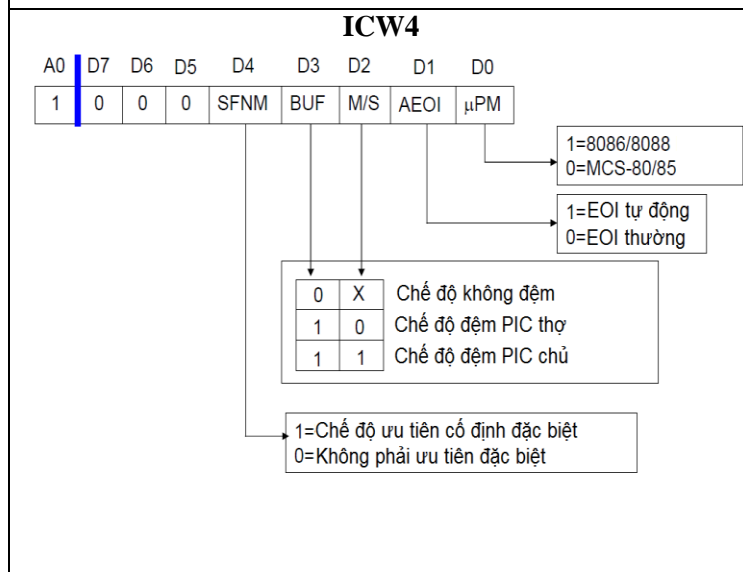 ICW4
A0 D7 D6 D5 D4 D3 D2 D1 D0
1 0 0 0 SFNM BUF M/S AEOI µPM
1=8086/8088
0=MCS-80/85
1=EOI tự động
0=EOI thường
0 X Chế độ không đệm
1 0 Chế độ đệm PIC thợ
1 1 Chế độ đệm PIC chủ
1=Chế độ ưu tiên cố định đặc biệt
0=Không phải ưu tiên đặc biệt